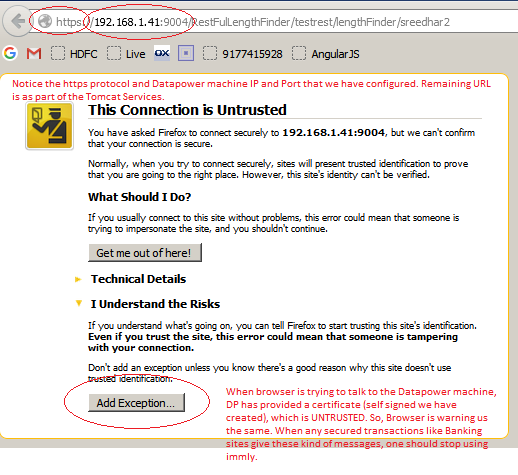 https://192.168.1.41:9004/RestFulLengthFinder/testrest/lengthFinder/sreedhar2
G M HDFC Live DX 9177415928 AngularJS
Notice the https protocol and Datapower machine IP and Port that we have configured. Remaining URL
is as part of the Tomcat Services.
This Connection is Untrusted
You have asked Firefox to connect securely to 192.168.1.41:9004, but we can't confirm
that your connection is secure.
Normally, when you try to connect securely, sites will present trusted identification to prove
that you are going to the right place. However, this site's identity can't be verified.
What Should I Do?
If you usually connect to this site without problems, this error could mean that someone is
trying to impersonate the site, and you shouldn't continue.
Get me out of here!
Technical Details
I Understand the Risks
If you understand what's going on, you can tell Firefox to start trusting this site's identification.
Even if you trust the site, this error could mean that someone is tampering
with your connection.
Don't add an exception unless you know there's a good reason why this site doesn't use
trusted identification.
Add Exception...
When browser is trying to talk to the Datapower machine,
DP has provided a certificate (self signed we have
created), which is UNTRUSTED. So, Browser is warning us
the same. When any secured transactions like Banking
sites give these kind of messages, one should stop using
immly.